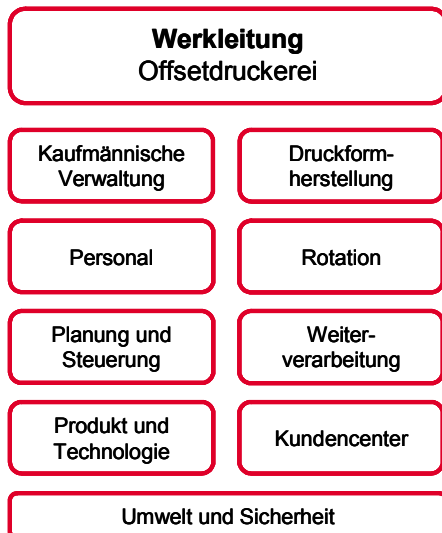 Werkleitung
Offsetdruckerei
Kaufmännische
Verwaltung
Druckform-
herstellung
Personal
Rotation
Planung und
Steuerung
Weiter-
verarbeitung
Produkt und
Technologie
Kundencenter
Umwelt und Sicherheit